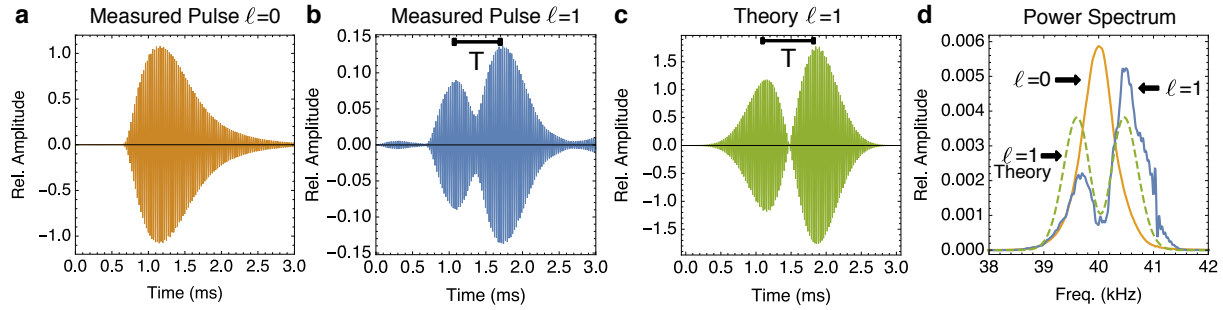 a Measured Pulse ℓ=0
Rel. Amplitude
1.0
0.5
0.0
−0.5
−1.0
0.0 0.5 1.0 1.5 2.0 2.5 3.0
Time (ms)
b Measured Pulse ℓ=1
T
Rel. Amplitude
0.15
0.10
0.05
0.00
−0.05
−0.10
−0.15
0.0 0.5 1.0 1.5 2.0 2.5 3.0
Time (ms)
c Theory ℓ=1
T
Rel. Amplitude
1.5
1.0
0.5
0.0
−0.5
−1.0
−1.5
0.0 0.5 1.0 1.5 2.0 2.5 3.0
Time (ms)
d Power Spectrum
0.006
0.005
0.004
0.003
0.002
0.001
0.000
ℓ=0
ℓ=1
ℓ=1
Theory
38 39 40 41 42
Freq. (kHz)